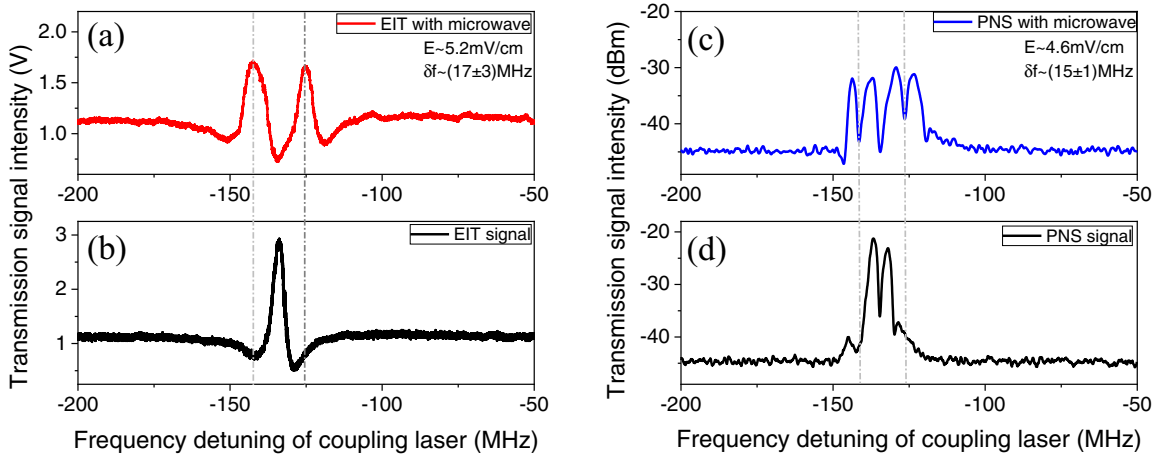 (a)
EIT with microwave
E~5.2mV/cm
δf~(17±3)MHz
2.0
1.5
1.0
-200
-150
-100
-50
(b)
EIT signal
3
2
1
-200
-150
-100
-50
Transmission signal intensity (V)
Frequency detuning of coupling laser (MHz)
(c)
PNS with microwave
E~4.6mV/cm
δf~(15±1)MHz
-20
-30
-40
-200
-150
-100
-50
(d)
PNS signal
-20
-30
-40
-200
-150
-100
-50
Transmission signal intensity (dBm)
Frequency detuning of coupling laser (MHz)